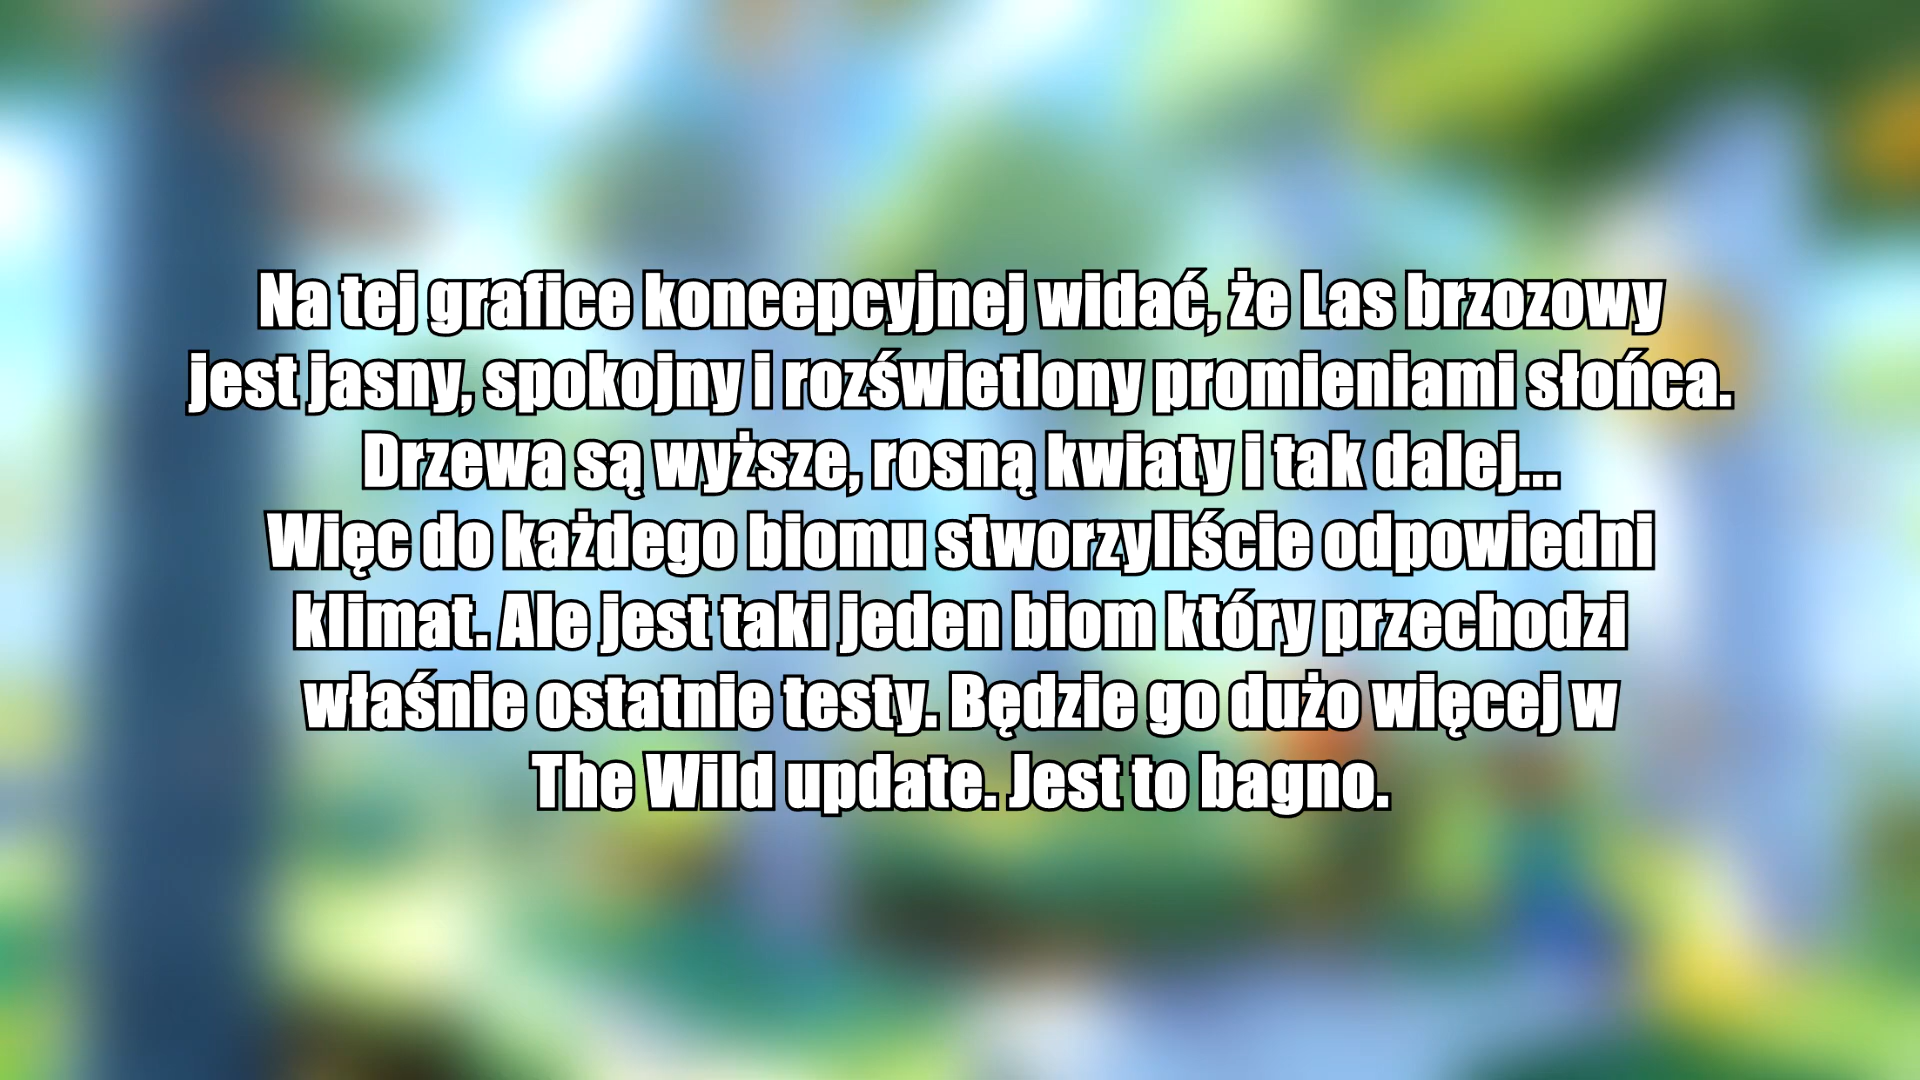 Na tej grafice koncepcyjnej widać, że Las brzozowy
jest jasny, spokojny i rozświetlony promieniami słońca.
Drzewa są wyższe, rosną kwiaty i tak dalej...
Więc do każdego biomu stworzyliście odpowiedni
klimat. Ale jest taki jeden biom który przechodzi
właśnie ostatnie testy. Będzie go dużo więcej w
The Wild update. Jest to bagno.